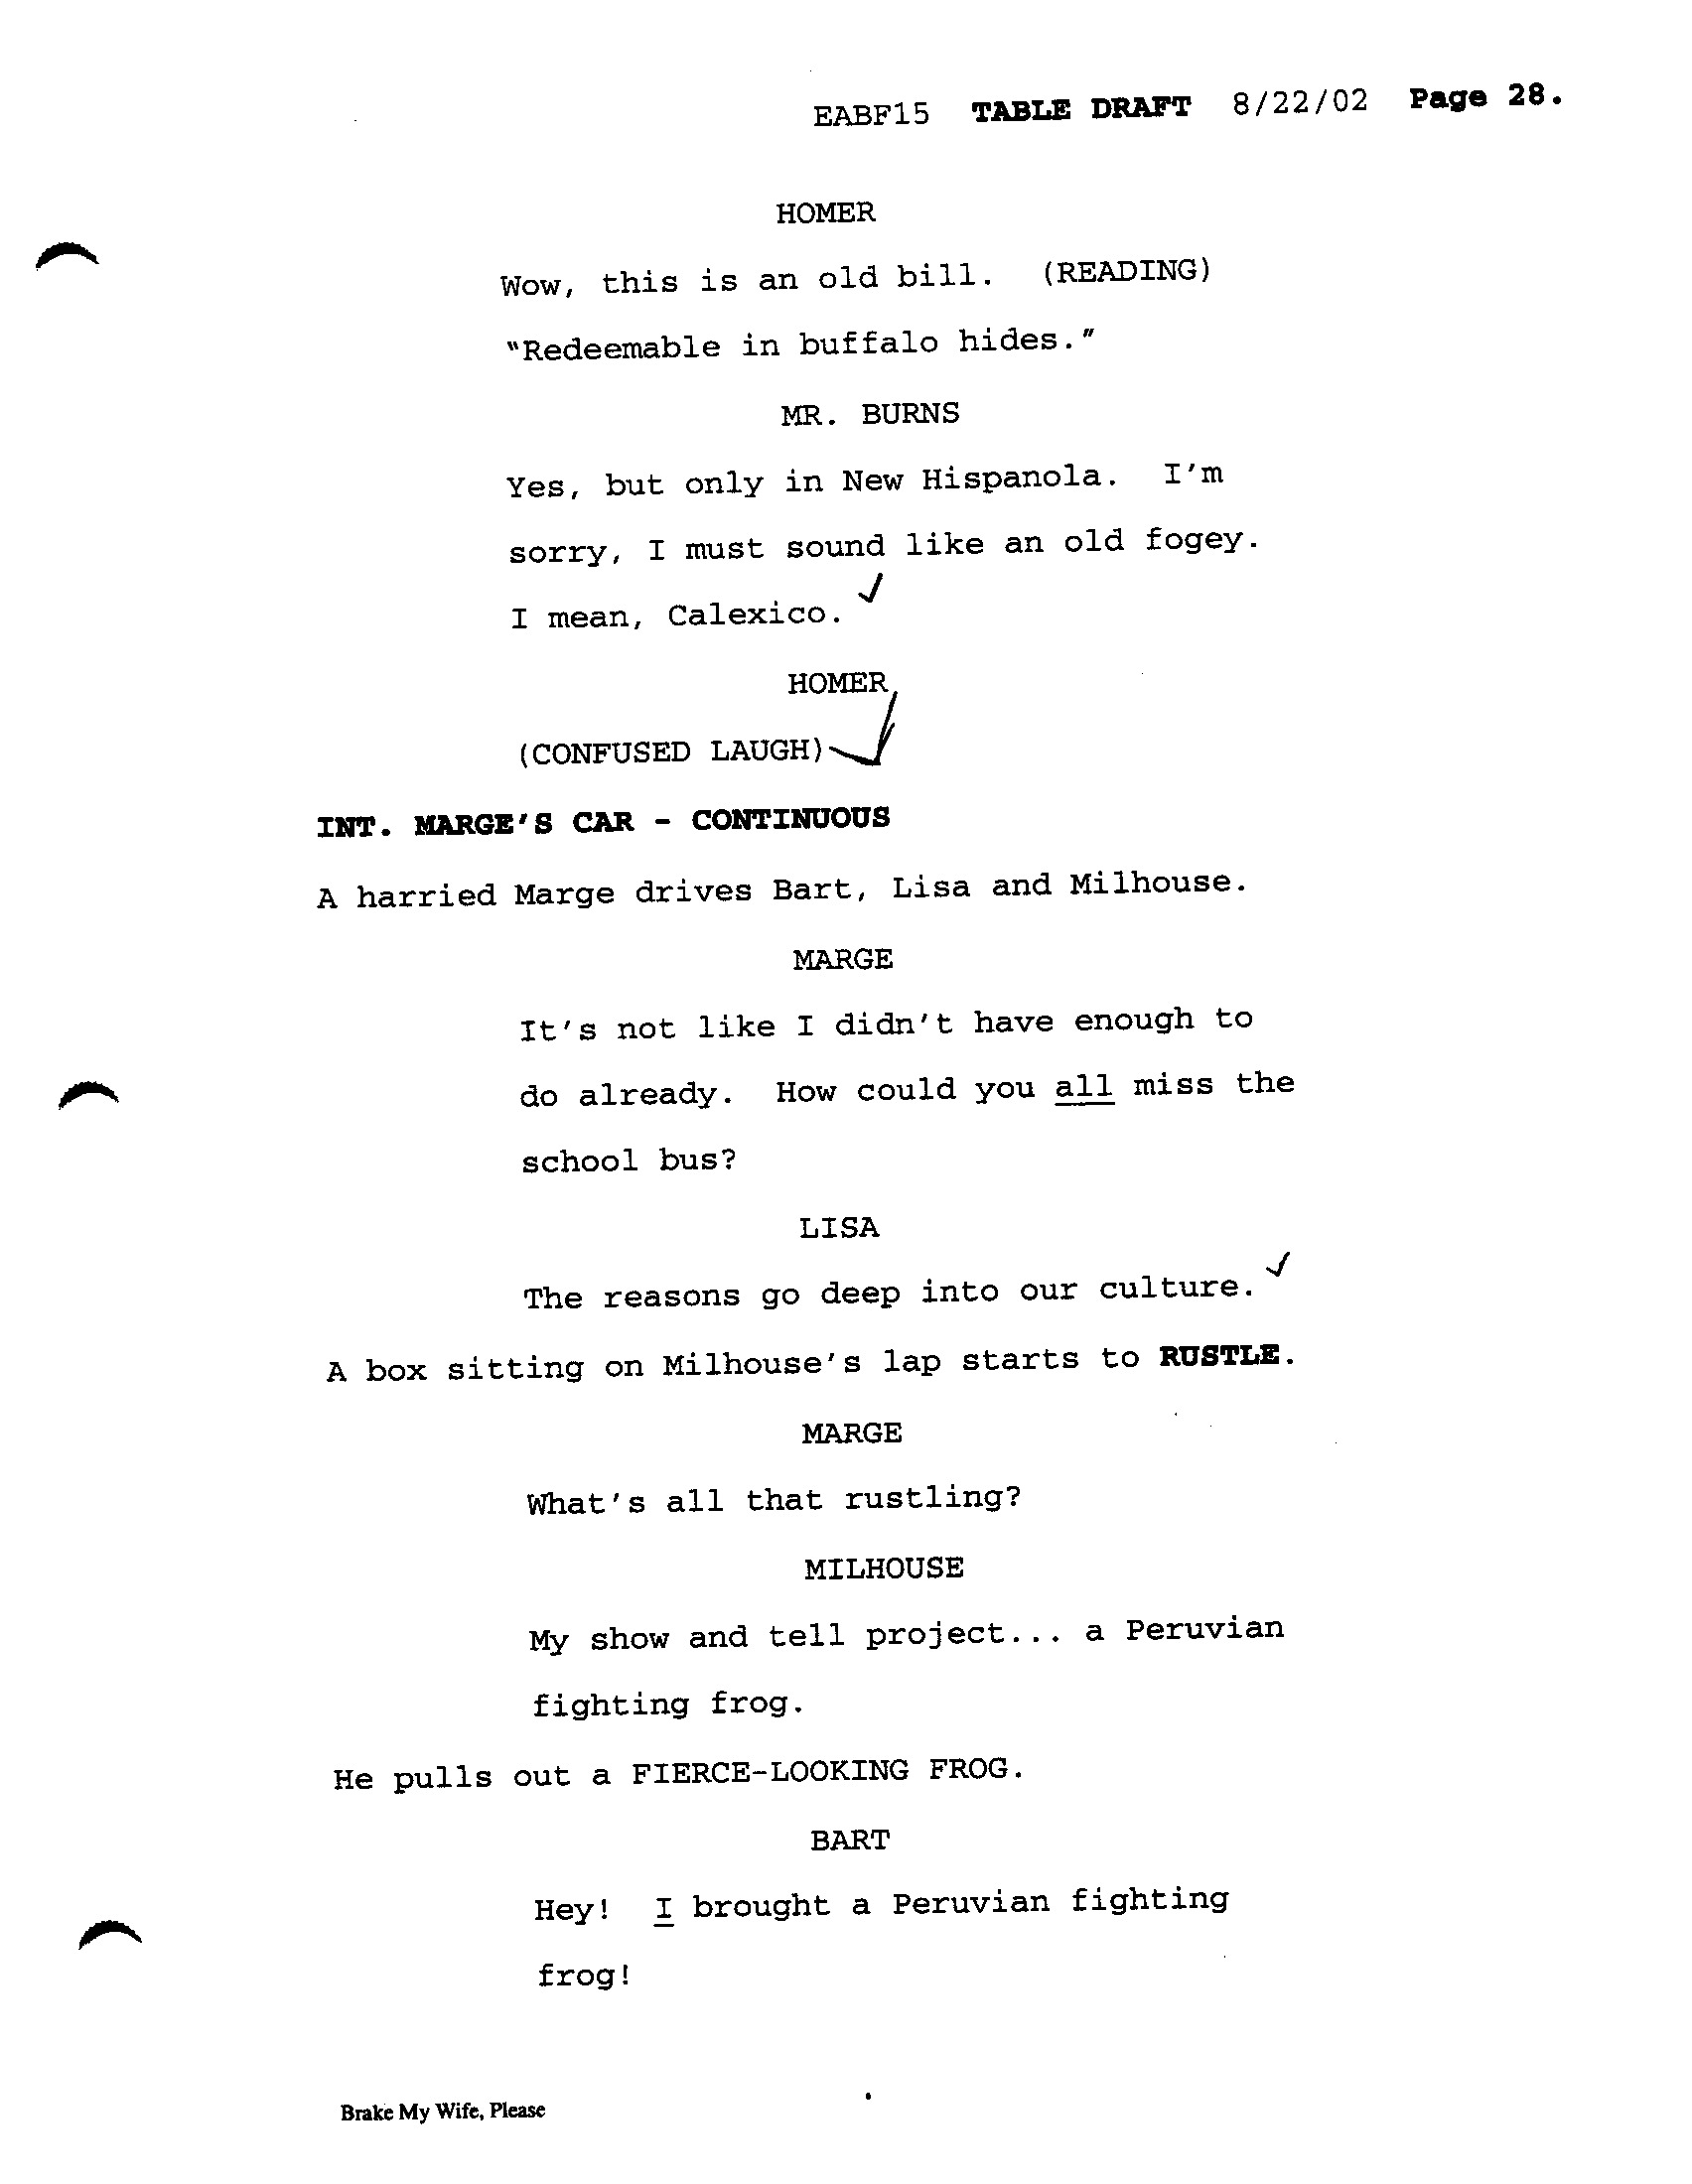 EABF15 TABLE DRAFT 8/22/02 Page 28.
HOMER
Wow, this is an old bill. (READING)
"Redeemable in buffalo hides."
MR. BURNS
Yes, but only in New Hispanola. I'm
sorry, I must sound like an old fogey.
I mean, Calexico.
HOMER
(CONFUSED LAUGH)
INT. MARGE'S CAR - CONTINUOUS
A harried Marge drives Bart, Lisa and Milhouse.
MARGE
It's not like I didn't have enough to
do already. How could you all miss the
school bus?
LISA
The reasons go deep into our culture.
A box sitting on Milhouse's lap starts to RUSTLE.
MARGE
What's all that rustling?
MILHOUSE
My show and tell project... a Peruvian
fighting frog.
He pulls out a FIERCE-LOOKING FROG.
BART
Hey! I brought a Peruvian fighting
frog!
Brake My Wife, Please